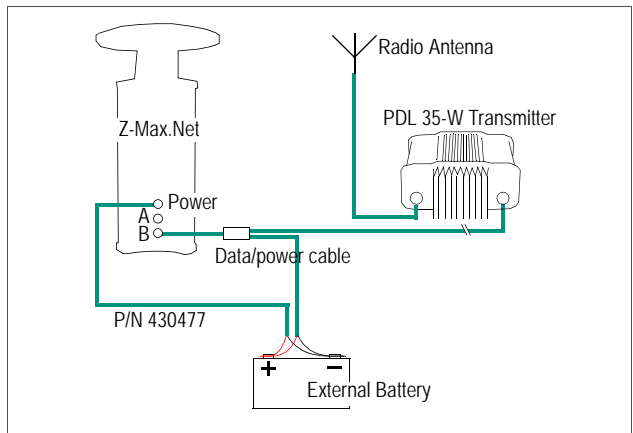 Radio Antenna
PDL 35-W Transmitter
Z-Max.Net
Power
A
B
Data/power cable
P/N 430477
+ –
External Battery